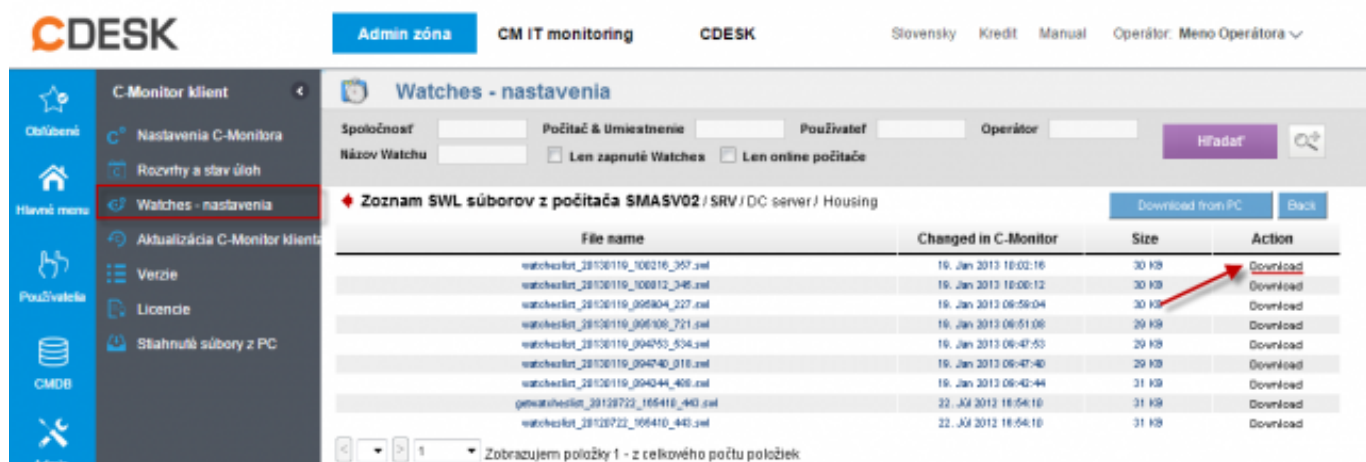 CDESK
Admin zóna CM IT monitoring CDESK Slovensky Kredit Manual Operátor: Meno Operátora
Obľúbené
Hlavné menu
Používatelia
CMDB
C-Monitor klient
Nastavenia C-Monitora
Rozvrhy a stav úloh
Watches - nastavenia
Aktualizácia C-Monitor klienta
Verzie
Licencie
Stiahnuté súbory z PC
Watches - nastavenia
Spoločnosť Počítač & Umiestnenie Používateľ Operátor
Názov Watchu Len zapnuté Watches Len online počítače
Hľadať
Zoznam SWL súborov z počítača SMASV02 / SRV / DC server / Housing
Download from PC Back
File name Changed in C-Monitor Size Action
watcheslist_20130119_100216_357.swl 19. Jan 2013 10:02:16 30 KB Download
watcheslist_20130119_100012_346.swl 19. Jan 2013 10:00:12 30 KB Download
watcheslist_20130119_095904_227.swl 19. Jan 2013 09:59:04 30 KB Download
watcheslist_20130119_095108_721.swl 19. Jan 2013 09:51:08 29 KB Download
watcheslist_20130119_094753_534.swl 19. Jan 2013 09:47:53 29 KB Download
watcheslist_20130119_094740_018.swl 19. Jan 2013 09:47:40 29 KB Download
19. Jan 2013 09:42:44 31 KB Download
getwatcheslist_20120722_165410_443.swl 22. Júl 2012 16:54:10 31 KB Download
watcheslist_20120722_165410_443.swl 22. Júl 2012 16:54:10 31 KB Download
< > 1 Zobrazujem položky 1 - z celkového počtu položiek